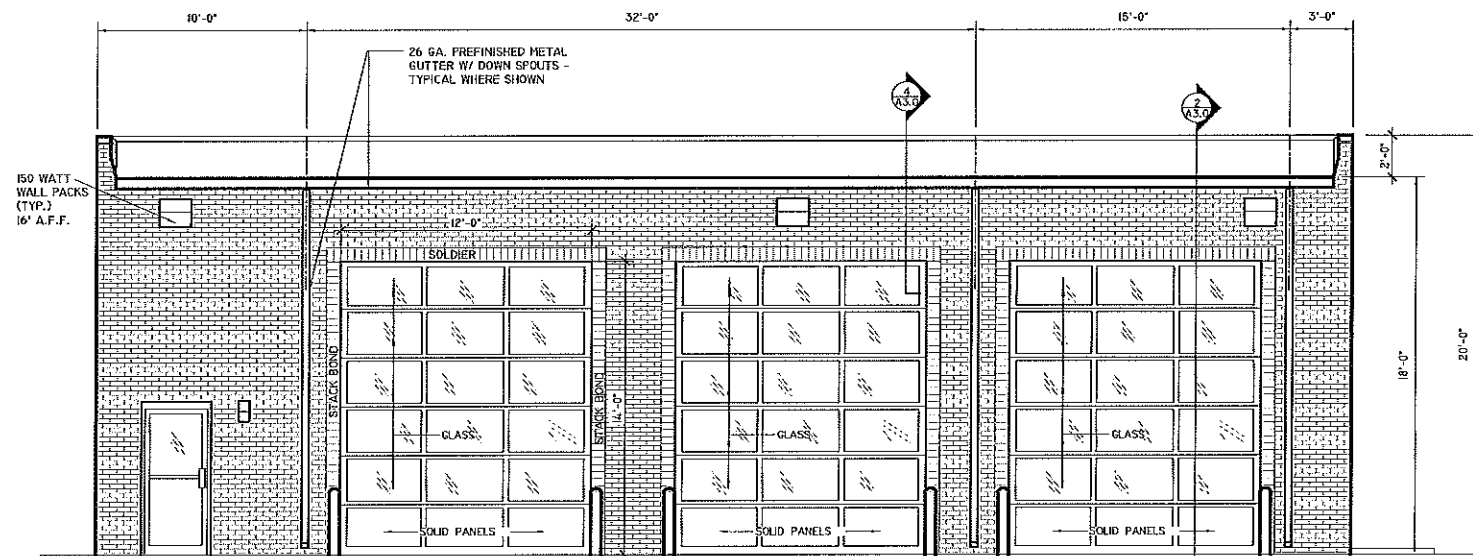 10'-0"
32'-0"
15'-0"
3'-0"
26 GA. PREFINISHED METAL
GUTTER W/ DOWN SPOUTS -
TYPICAL WHERE SHOWN
4
A3.0
2
A3.0
2'-0"
150 WATT
WALL PACKS
(TYP.)
16' A.F.F.
12'-0"
SOLDIER
STACK BOND
STACK BOND
14'-0"
18'-0"
20'-0"
GLASS
GLASS
GLASS
SOLID PANELS
SOLID PANELS
SOLID PANELS